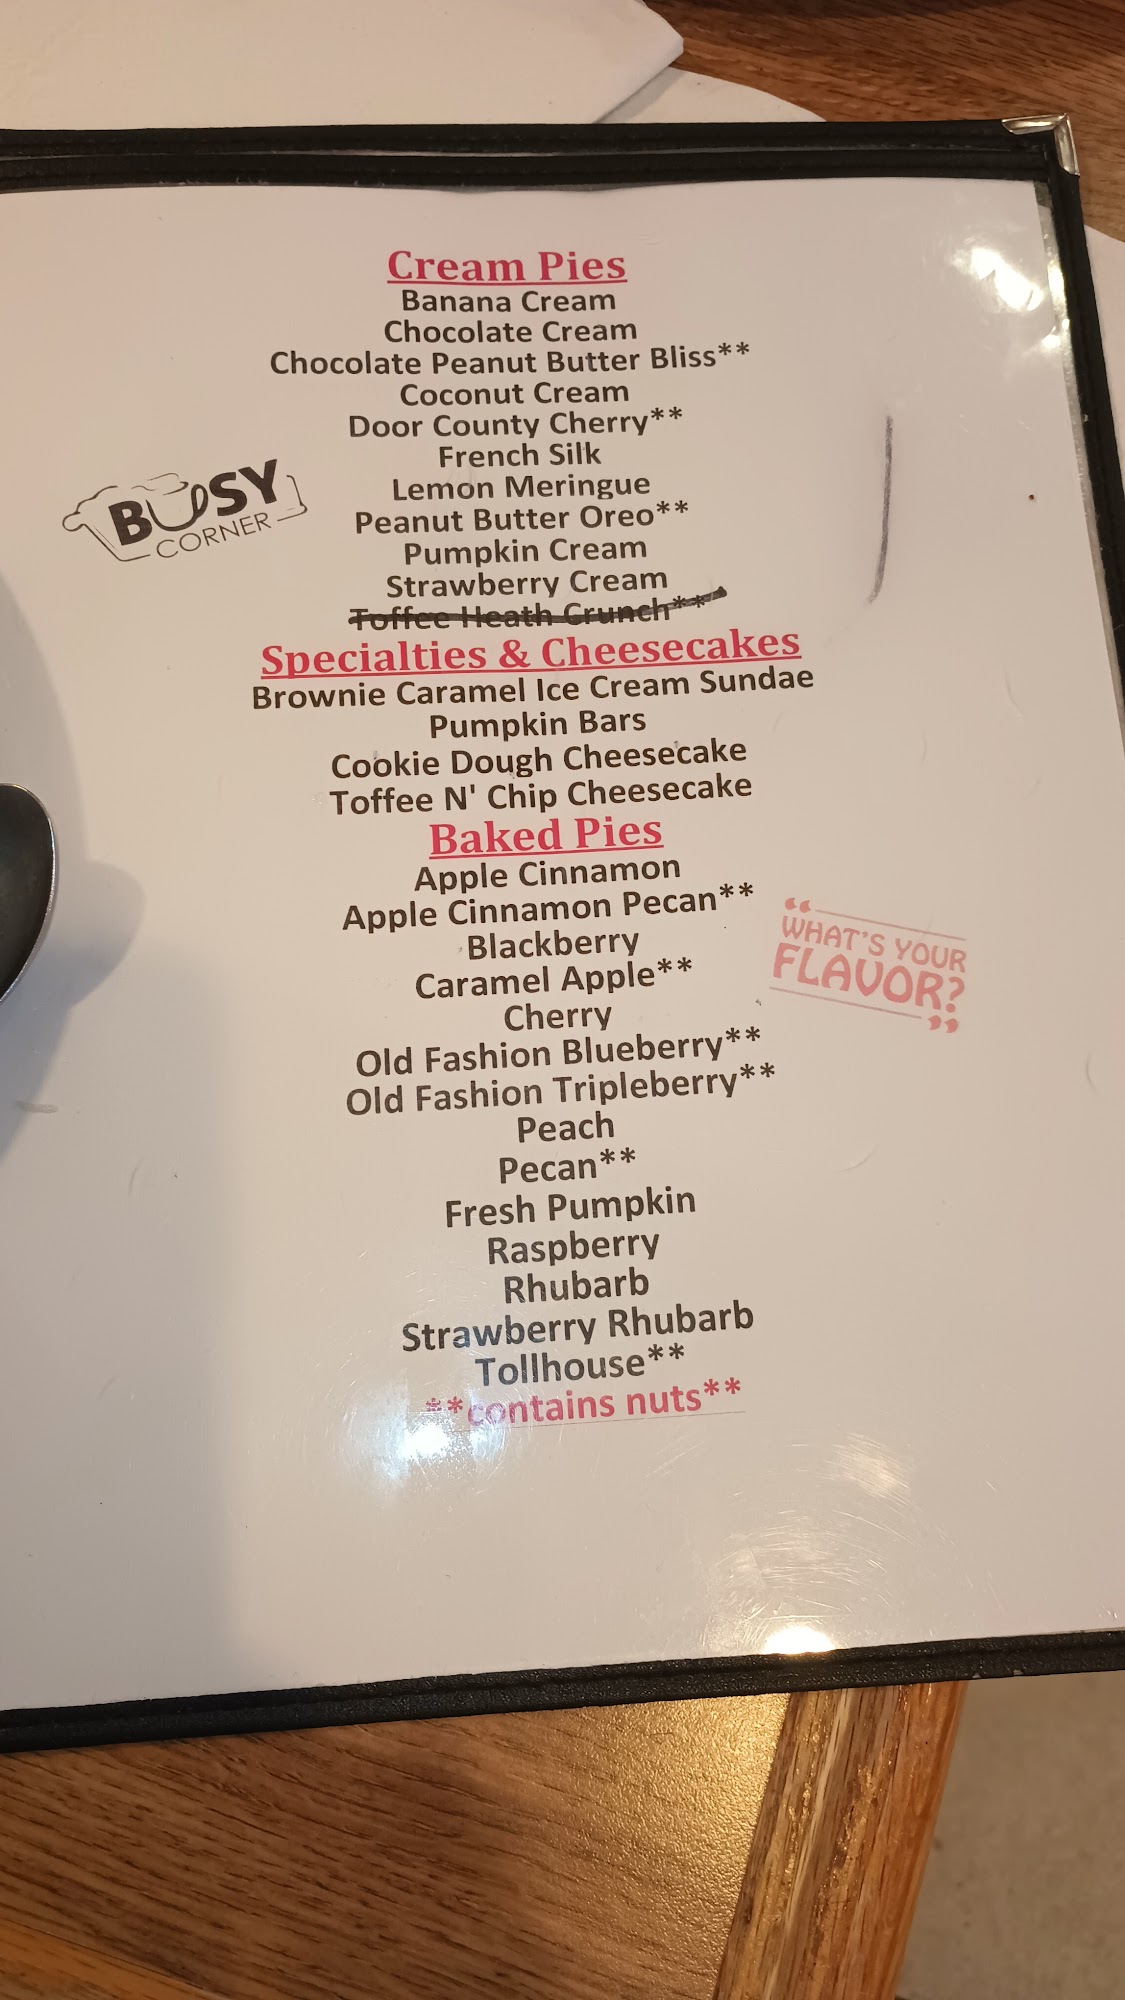 Cream Pies
Banana Cream
Chocolate Cream
Chocolate Peanut Butter Bliss**
Coconut Cream
Door County Cherry**
French Silk
Lemon Meringue
Peanut Butter Oreo**
Pumpkin Cream
Strawberry Cream
Toffee Heath Crunch**
BUSY
CORNER
Specialties & Cheesecakes
Brownie Caramel Ice Cream Sundae
Pumpkin Bars
Cookie Dough Cheesecake
Toffee N' Chip Cheesecake
Baked Pies
Apple Cinnamon
Apple Cinnamon Pecan**
Blackberry
Caramel Apple**
Cherry
Old Fashion Blueberry**
Old Fashion Tripleberry**
Peach
Pecan**
Fresh Pumpkin
Raspberry
Rhubarb
Strawberry Rhubarb
Tollhouse**
**contains nuts**
“WHAT'S YOUR
FLAVOR?”